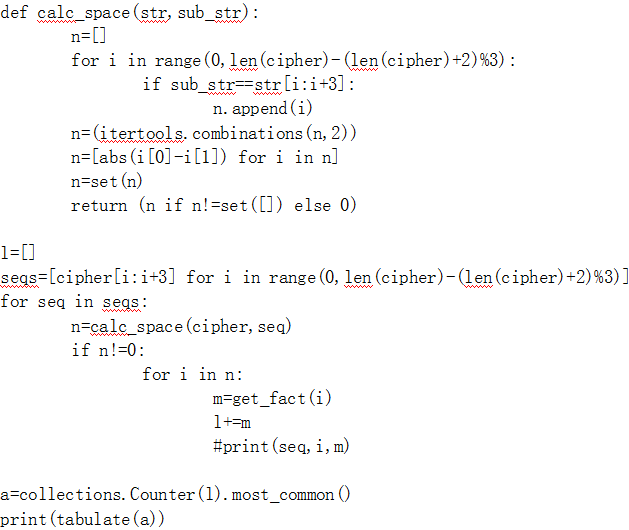 def calc_space(str,sub_str):
n=[]
for i in range(0,len(cipher)-(len(cipher)+2)%3):
if sub_str==str[i:i+3]:
n.append(i)
n=(itertools.combinations(n,2))
n=[abs(i[0]-i[1]) for i in n]
n=set(n)
return (n if n!=set([]) else 0)
l=[]
seqs=[cipher[i:i+3] for i in range(0,len(cipher)-(len(cipher)+2)%3)]
for seq in seqs:
n=calc_space(cipher,seq)
if n!=0:
for i in n:
m=get_fact(i)
l+=m
#print(seq,i,m)
a=collections.Counter(l).most_common()
print(tabulate(a))